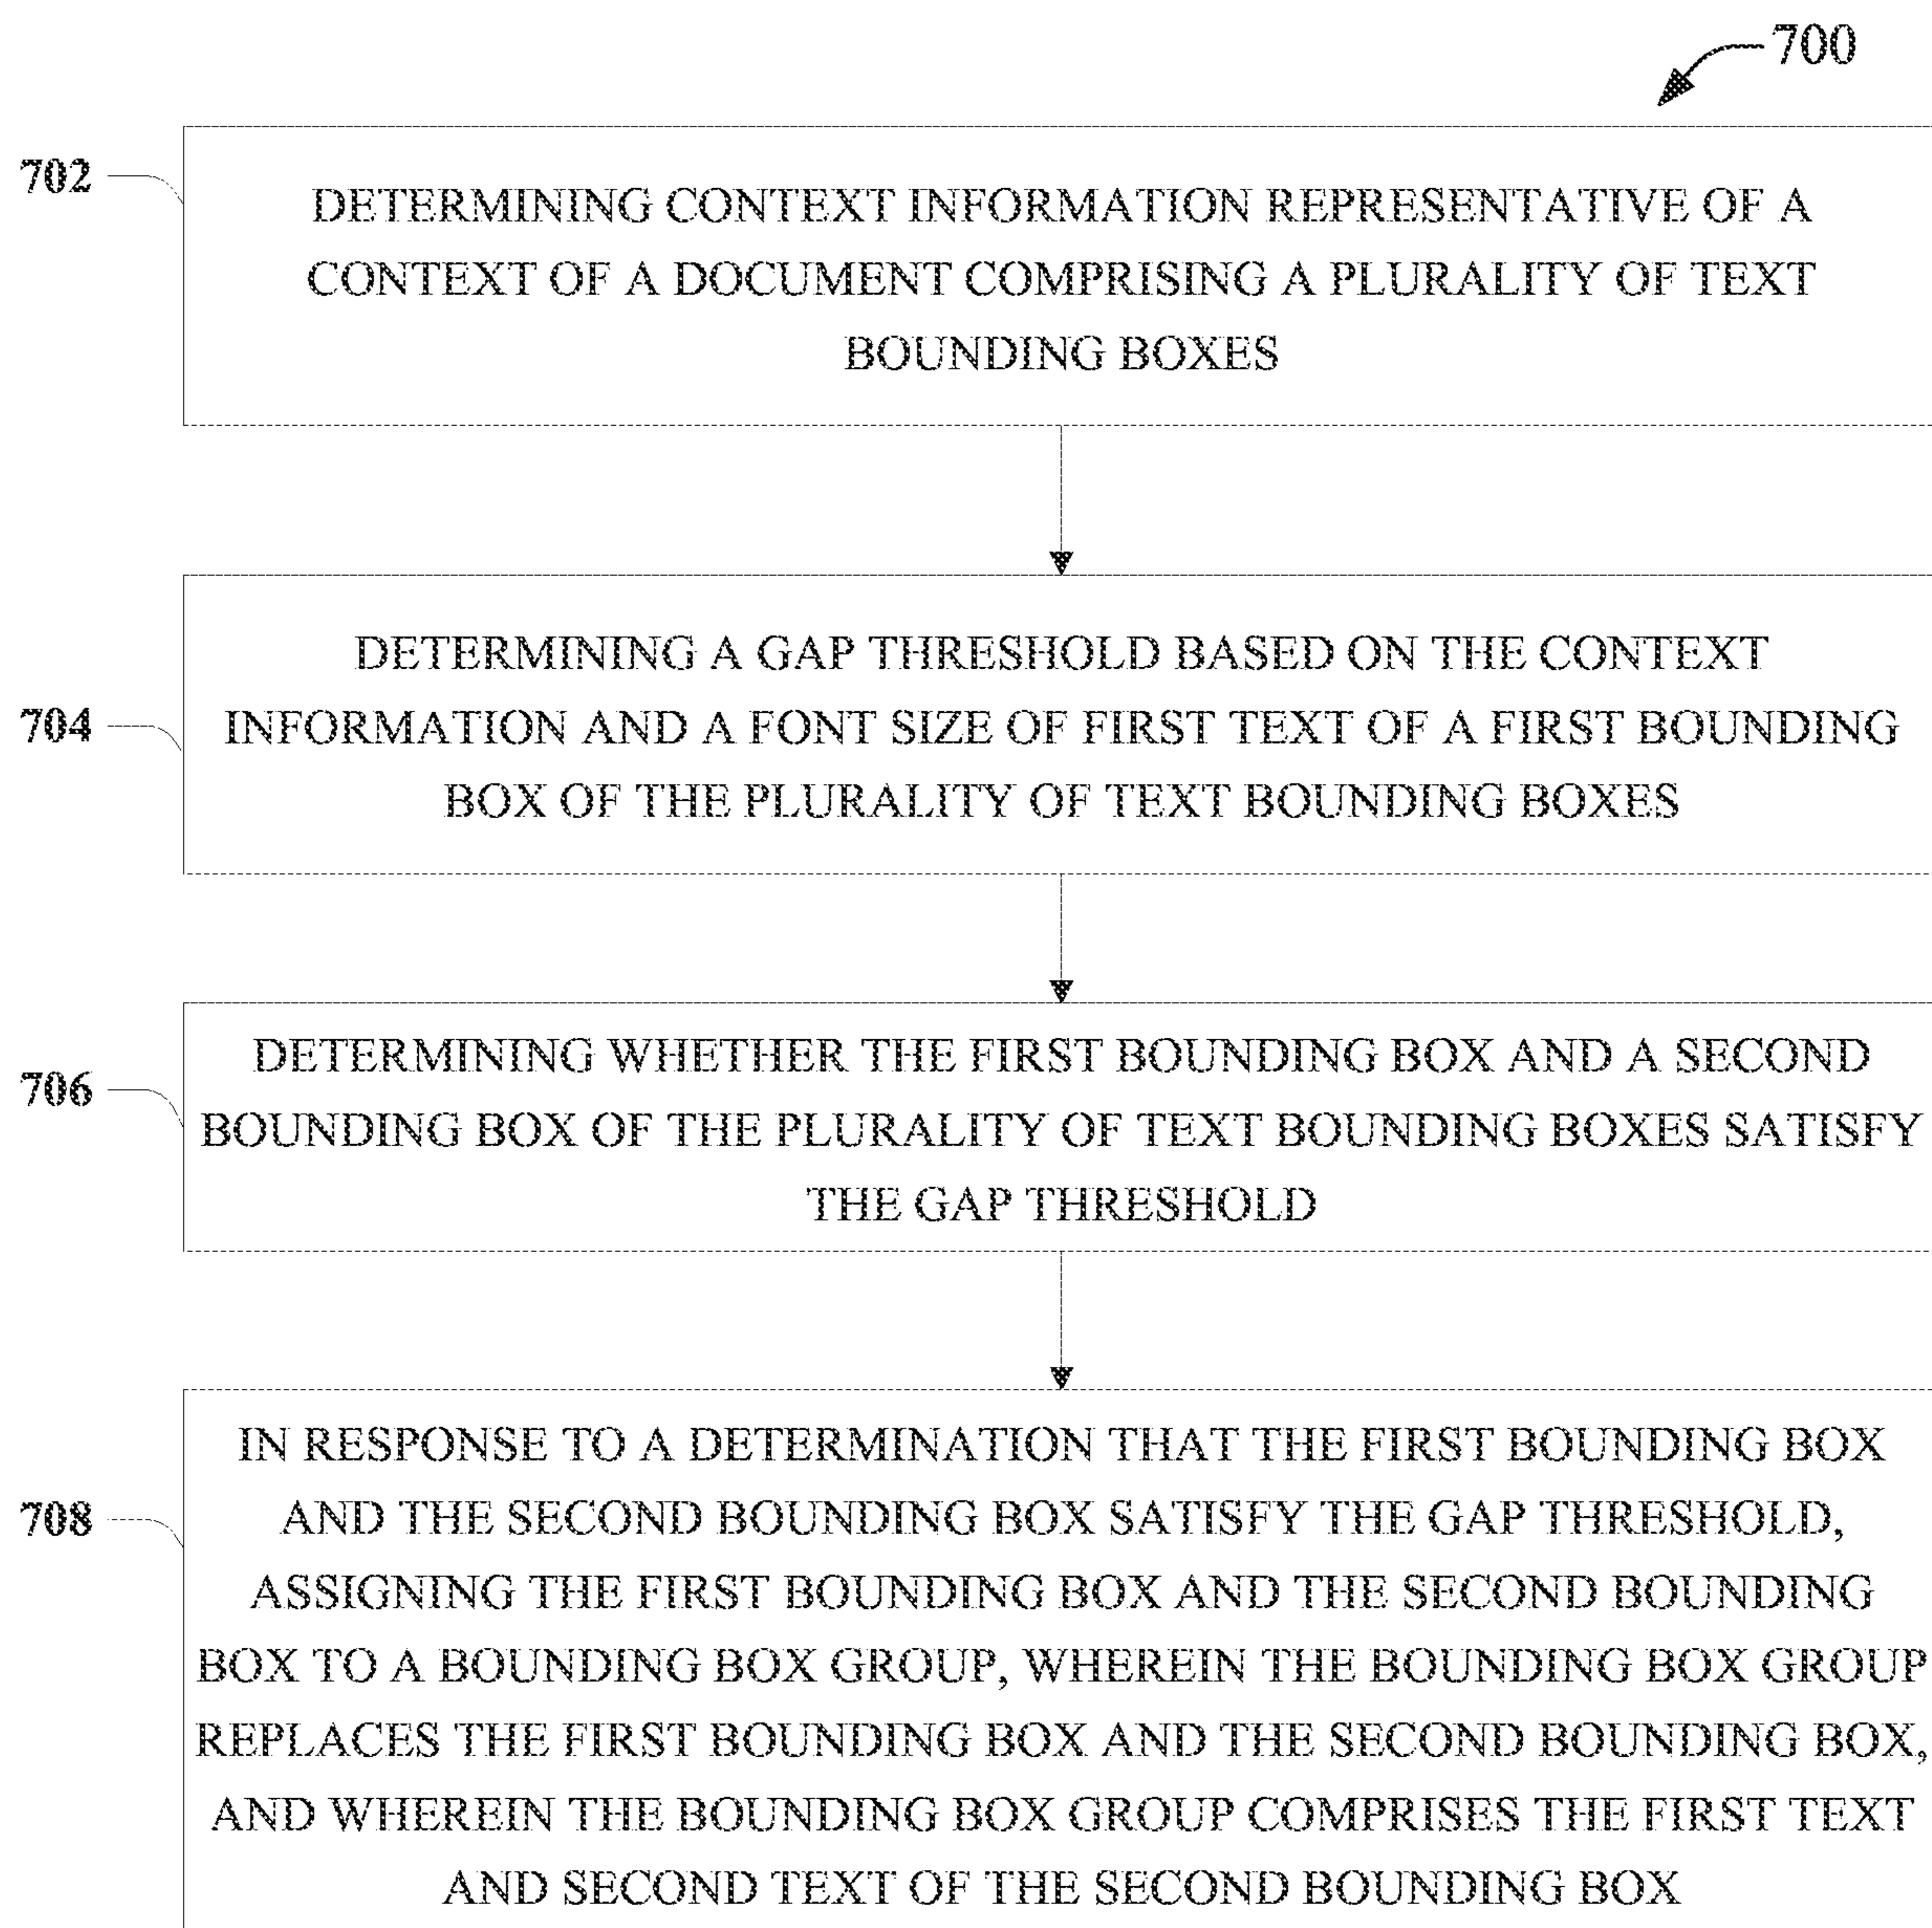 700
702
DETERMINING CONTEXT INFORMATION REPRESENTATIVE OF A
CONTEXT OF A DOCUMENT COMPRISING A PLURALITY OF TEXT
BOUNDING BOXES
704
DETERMINING A GAP THRESHOLD BASED ON THE CONTEXT
INFORMATION AND A FONT SIZE OF FIRST TEXT OF A FIRST BOUNDING
BOX OF THE PLURALITY OF TEXT BOUNDING BOXES
706
DETERMINING WHETHER THE FIRST BOUNDING BOX AND A SECOND
BOUNDING BOX OF THE PLURALITY OF TEXT BOUNDING BOXES SATISFY
THE GAP THRESHOLD
708
IN RESPONSE TO A DETERMINATION THAT THE FIRST BOUNDING BOX
AND THE SECOND BOUNDING BOX SATISFY THE GAP THRESHOLD,
ASSIGNING THE FIRST BOUNDING BOX AND THE SECOND BOUNDING
BOX TO A BOUNDING BOX GROUP, WHEREIN THE BOUNDING BOX GROUP
REPLACES THE FIRST BOUNDING BOX AND THE SECOND BOUNDING BOX,
AND WHEREIN THE BOUNDING BOX GROUP COMPRISES THE FIRST TEXT
AND SECOND TEXT OF THE SECOND BOUNDING BOX